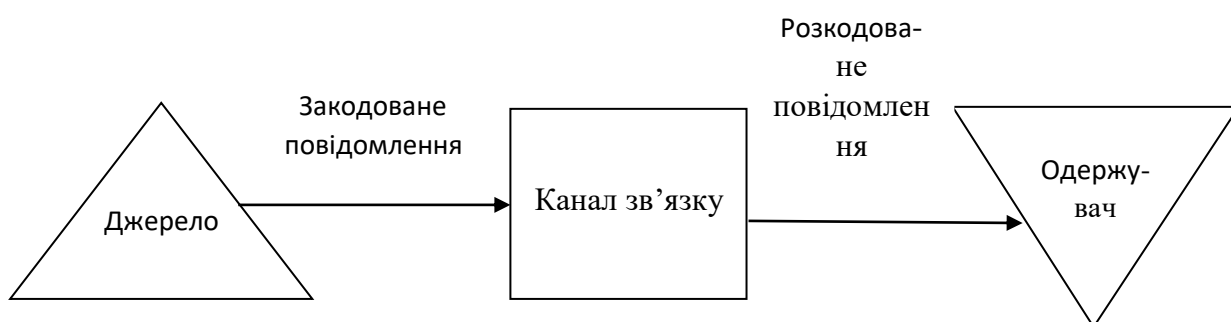 Джерело
Закодоване
повідомлення
Канал зв’язку
Розкодова-
не
повідомлен
ня
Одержу-
вач